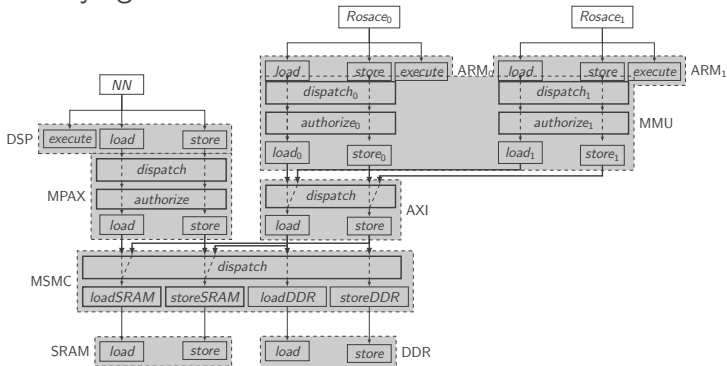 Rosace₀ Rosace₁
load store execute ARM₀ load store execute ARM₁
dispatch₀ dispatch₁
NN
authorize₀ authorize₁ MMU
DSP execute load store
load₀ store₀ load₁ store₁
dispatch
MPAX authorize dispatch AXI
load store load store
dispatch
MSMC
loadSRAM storeSRAM loadDDR storeDDR
SRAM load store load store DDR